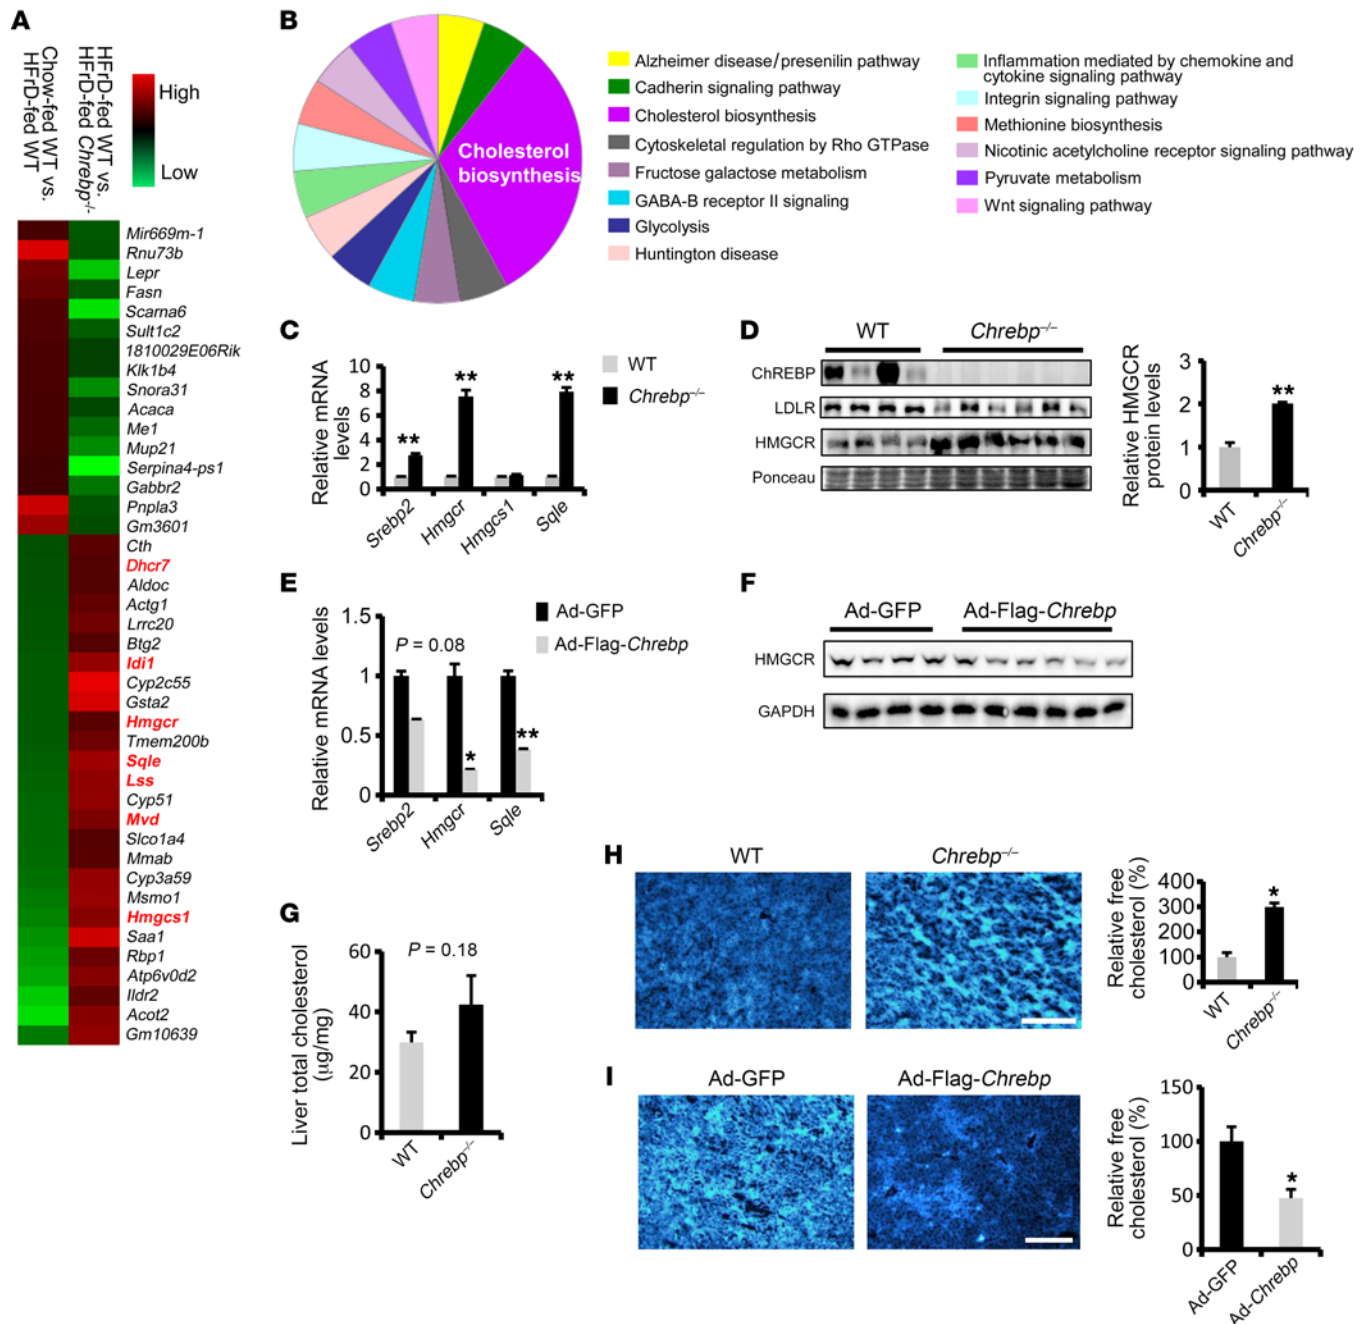 A
Chow-fed WT vs.
HFrD-fed WT
HFrD-fed WT vs.
HFrD-fed Chrebp–/–
High
Low
Mir669m-1
Rnu73b
Lepr
Fasn
Scarna6
Sult1c2
1810029E06Rik
Klk1b4
Snora31
Acaca
Me1
Mup21
Serpina4-ps1
Gabbr2
Pnpla3
Gm3601
Cth
Dhcr7
Aldoc
Actg1
Lrrc20
Btg2
Idi1
Cyp2c55
Gsta2
Hmgcr
Tmem200b
Sqle
Lss
Cyp51
Mvd
Slco1a4
Mmab
Cyp3a59
Msmo1
Hmgcs1
Saa1
Rbp1
Atp6v0d2
Ildr2
Acot2
Gm10639
B
Cholesterol
biosynthesis
Alzheimer disease/presenilin pathway
Cadherin signaling pathway
Cholesterol biosynthesis
Cytoskeletal regulation by Rho GTPase
Fructose galactose metabolism
GABA-B receptor II signaling
Glycolysis
Huntington disease
Inflammation mediated by chemokine and
cytokine signaling pathway
Integrin signaling pathway
Methionine biosynthesis
Nicotinic acetylcholine receptor signaling pathway
Pyruvate metabolism
Wnt signaling pathway
C
Relative mRNA
levels
10
8
6
4
2
0
**
**
**
Srebp2
Hmgcr
Hmgcs1
Sqle
WT
Chrebp–/–
D
WT
Chrebp–/–
ChREBP
LDLR
HMGCR
Ponceau
Relative HMGCR
protein levels
3
2
1
0
**
WT
Chrebp–/–
E
Relative mRNA levels
1.5
1
0.5
0
P = 0.08
*
**
Srebp2
Hmgcr
Sqle
Ad-GFP
Ad-Flag-Chrebp
F
Ad-GFP
Ad-Flag-Chrebp
HMGCR
GAPDH
G
Liver total cholesterol
(μg/mg)
60
40
20
0
P = 0.18
WT
Chrebp–/–
H
WT
Chrebp–/–
Relative free
cholesterol (%)
400
300
200
100
0
*
WT
Chrebp–/–
I
Ad-GFP
Ad-Flag-Chrebp
Relative free
cholesterol (%)
150
100
50
0
*
Ad-GFP
Ad-Chrebp